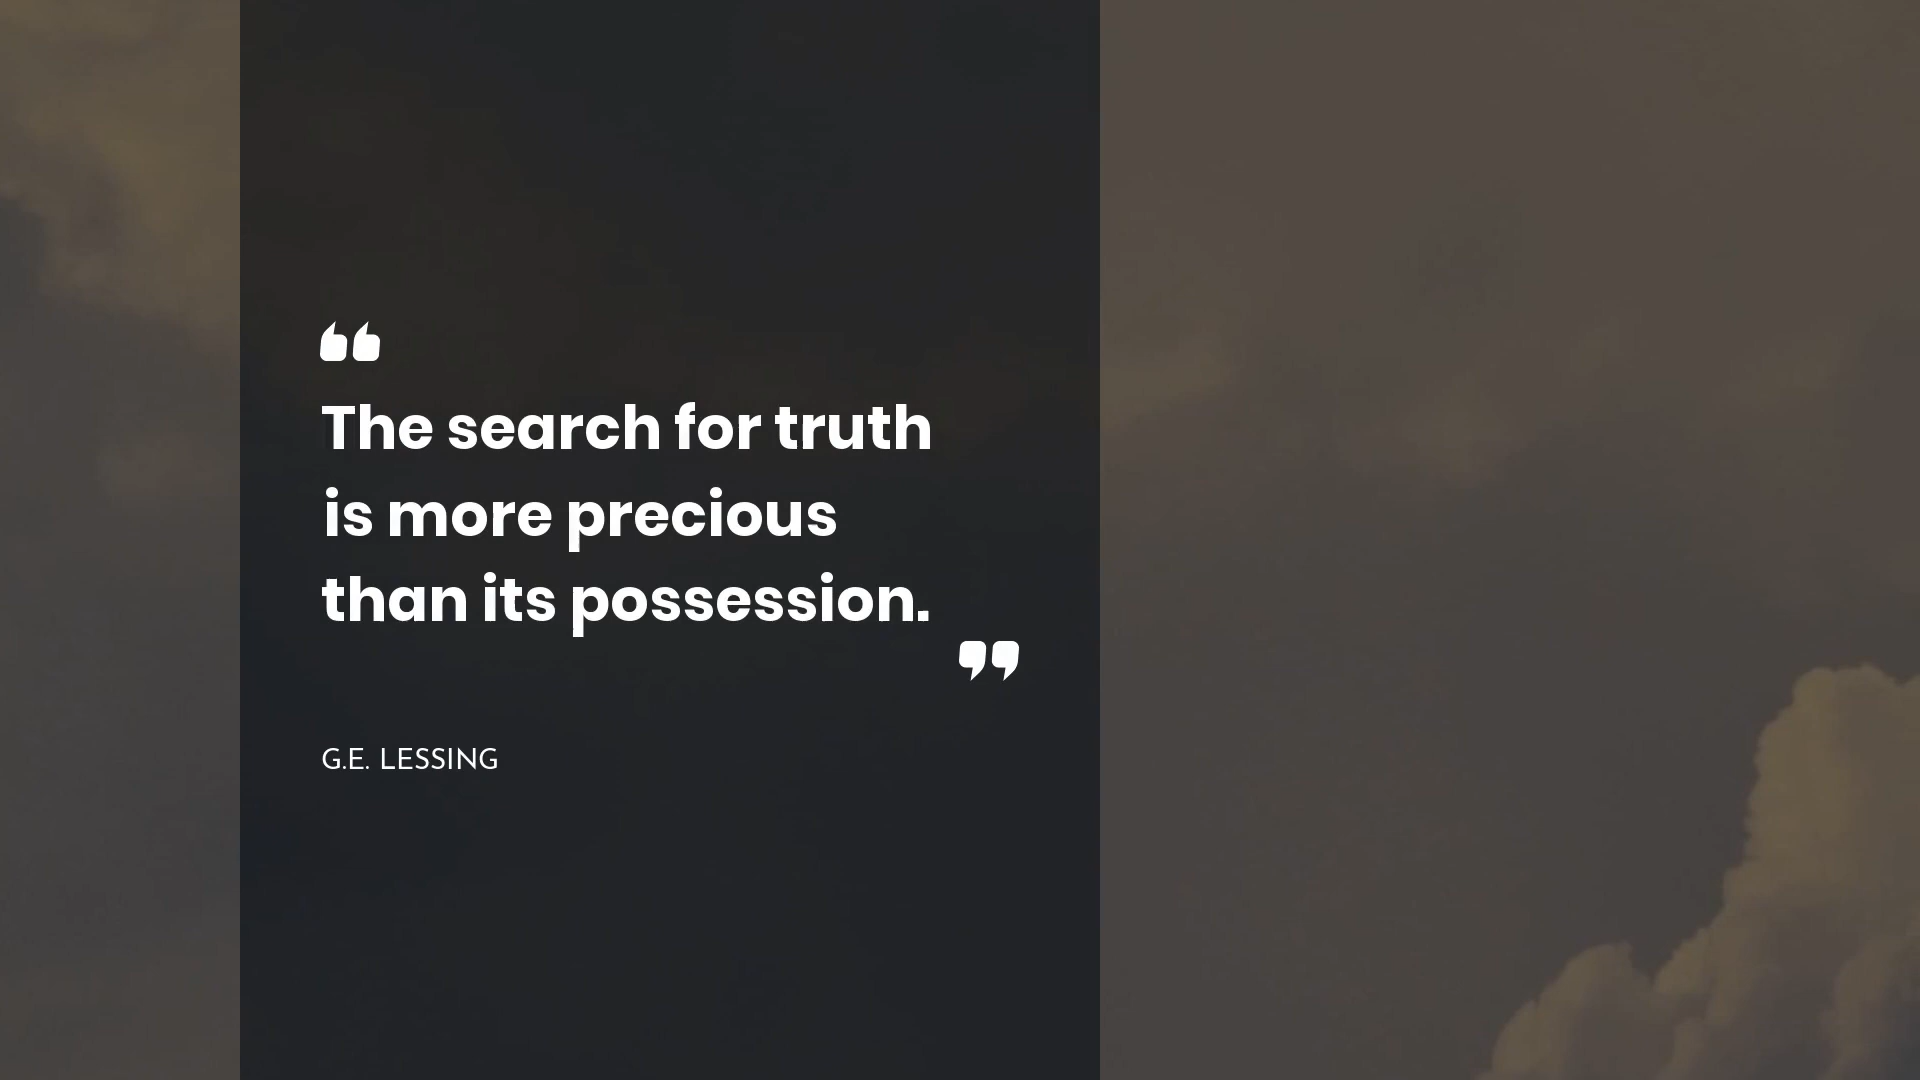 “
The search for truth
is more precious
than its possession.
”
G.E. LESSING